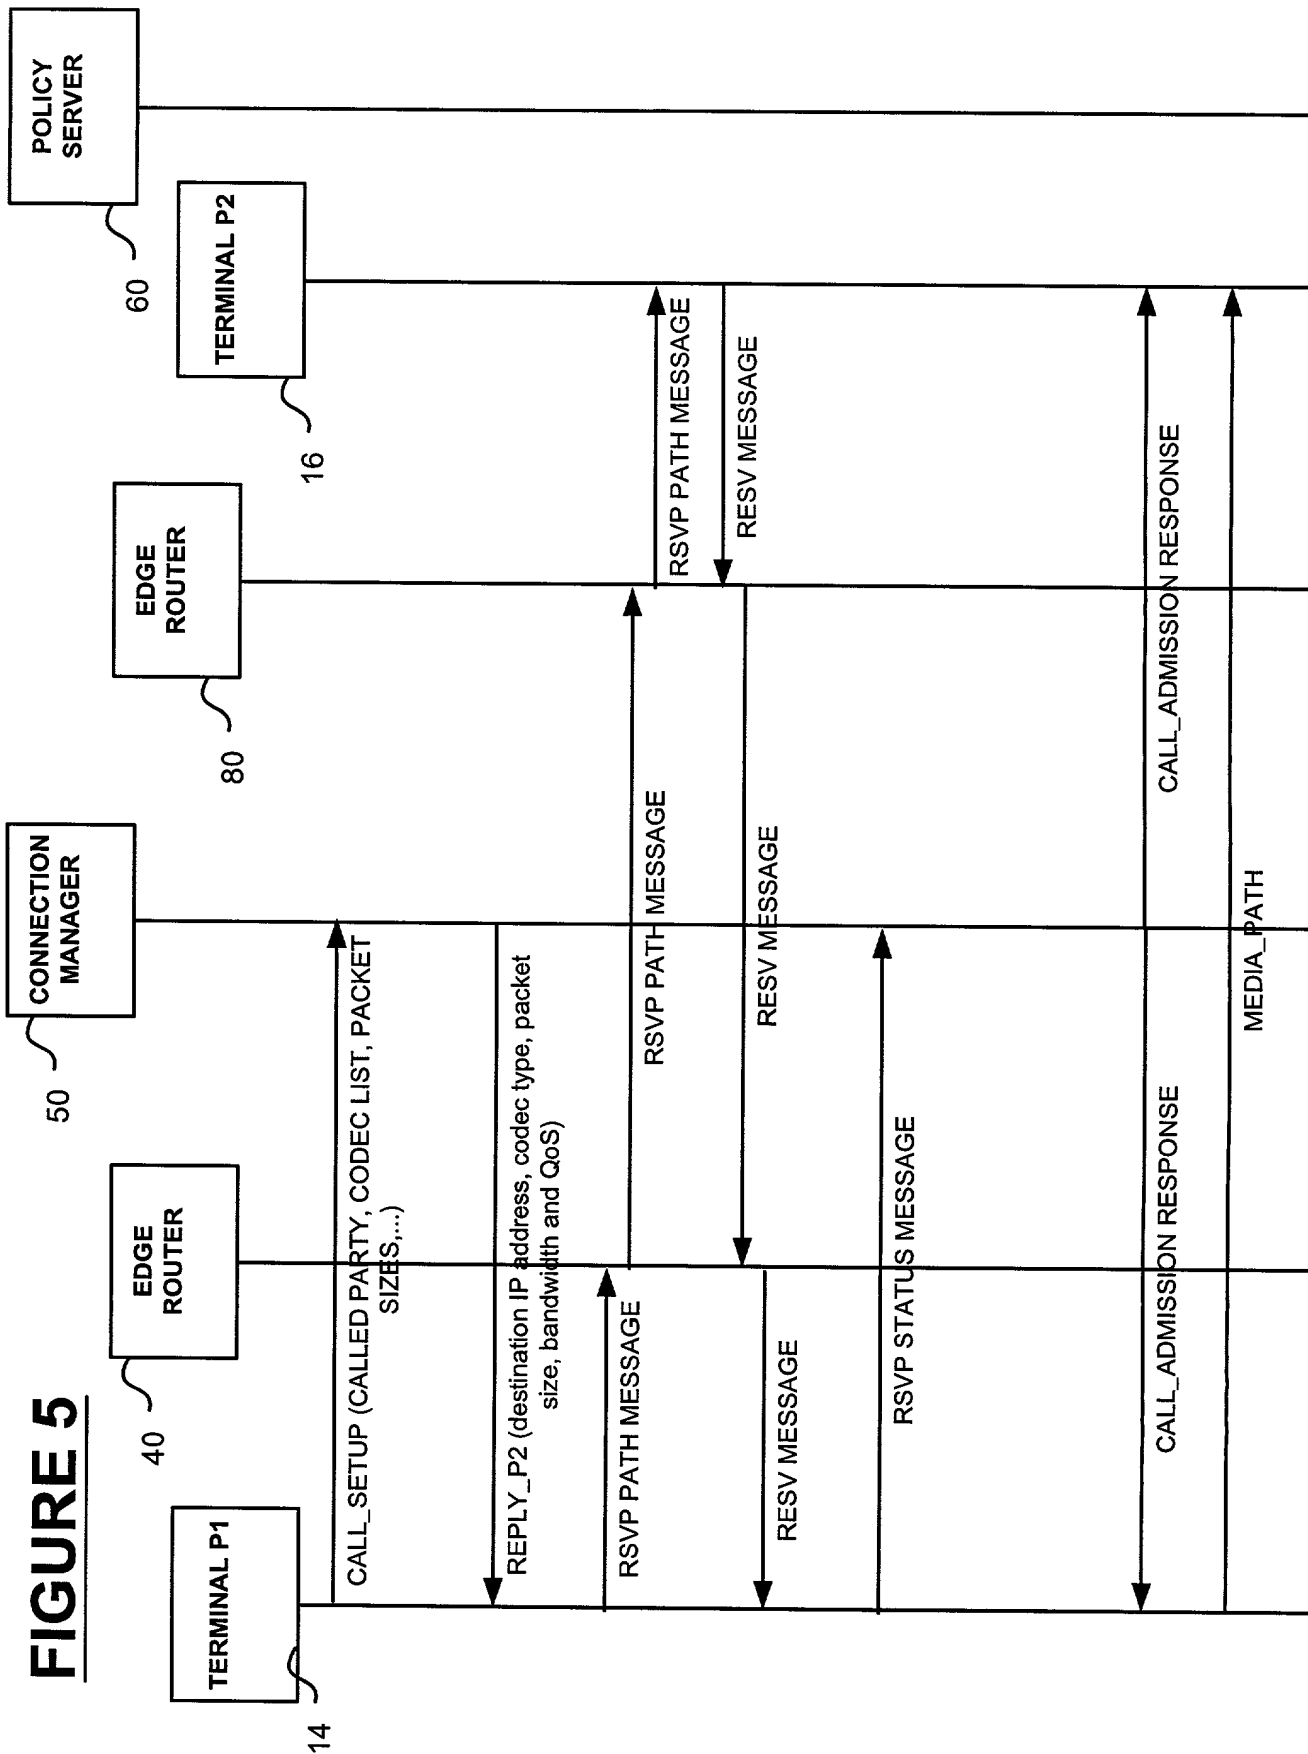 FIGURE 5
TERMINAL P1
14
EDGE
ROUTER
40
CONNECTION
MANAGER
50
EDGE
ROUTER
80
TERMINAL P2
16
POLICY
SERVER
60
CALL_SETUP (CALLED PARTY, CODEC LIST, PACKET
SIZES,...)
REPLY_P2 (destination IP address, codec type, packet
size, bandwidth and QoS)
RSVP PATH MESSAGE
RSVP PATH MESSAGE
RSVP PATH MESSAGE
RESV MESSAGE
RESV MESSAGE
RESV MESSAGE
RSVP STATUS MESSAGE
CALL_ADMISSION RESPONSE
CALL_ADMISSION RESPONSE
MEDIA_PATH